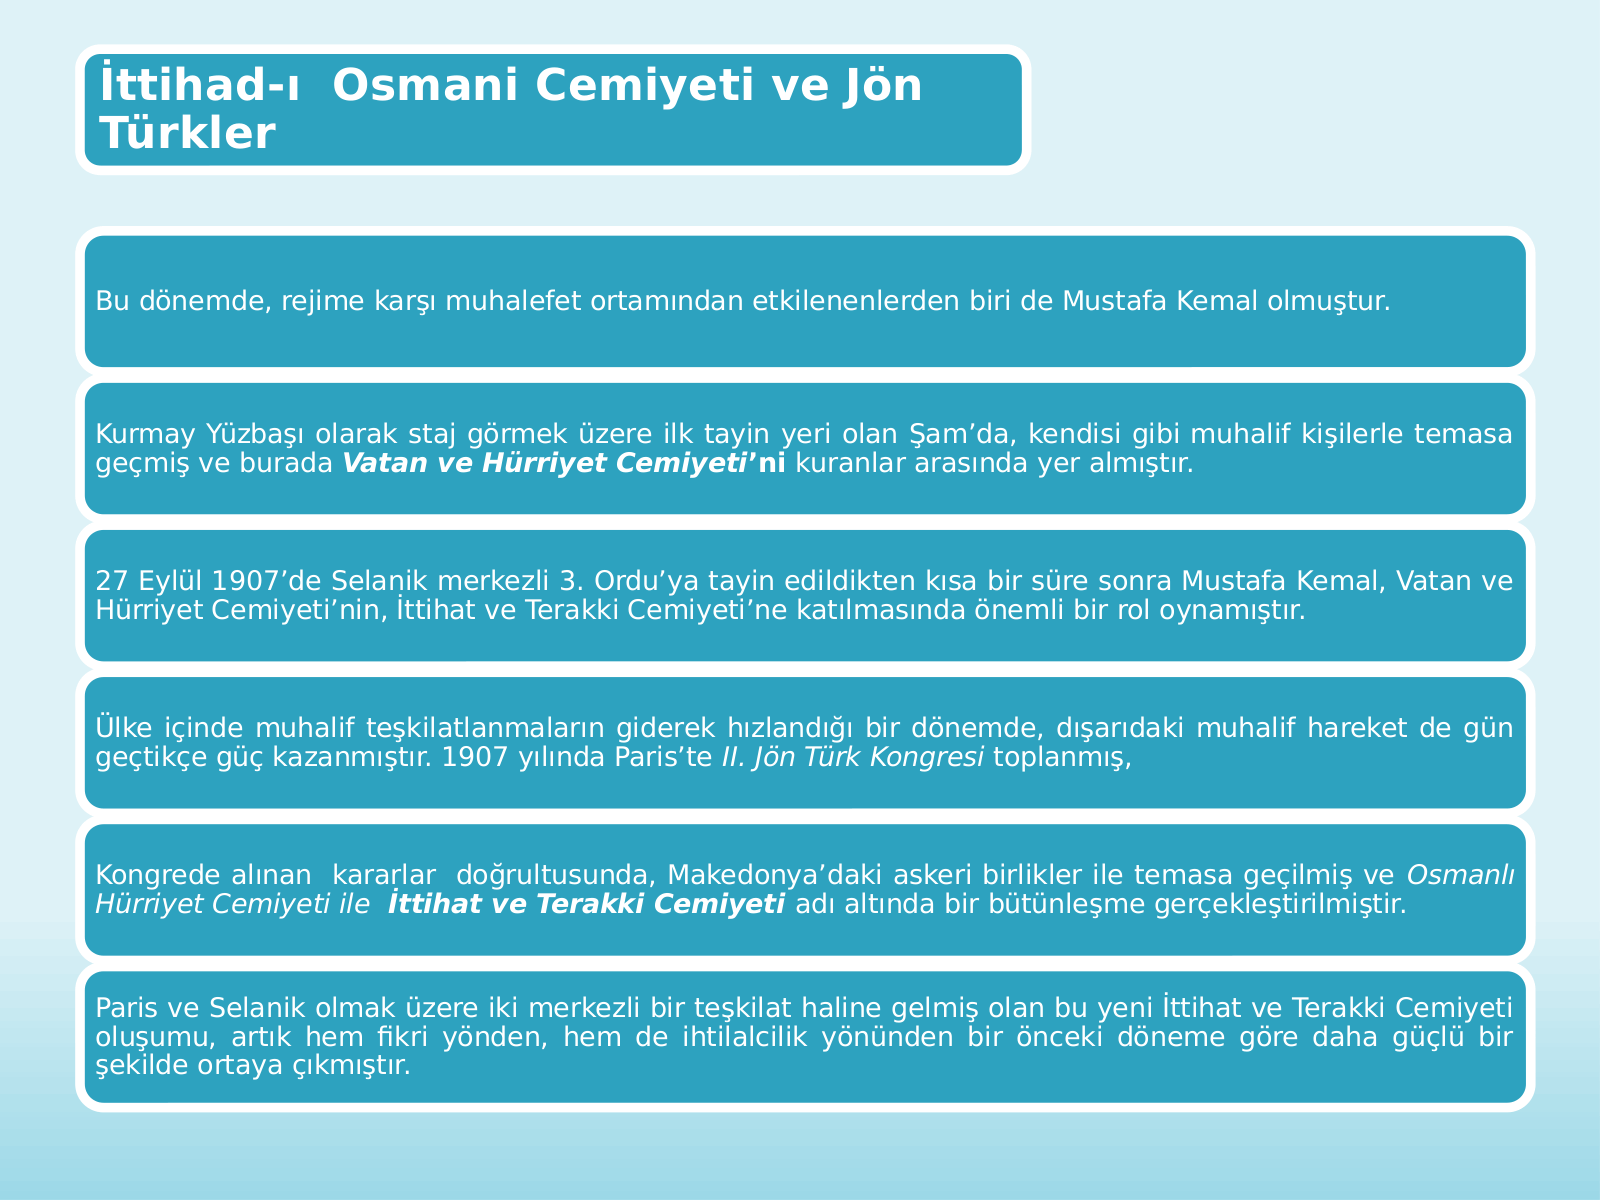 İttihad-ı  Osmani Cemiyeti ve Jön
Türkler
Bu dönemde, rejime karşı muhalefet ortamından etkilenenlerden biri de Mustafa Kemal olmuştur.
Kurmay Yüzbaşı olarak staj görmek üzere ilk tayin yeri olan Şam’da, kendisi gibi muhalif kişilerle temasa
geçmiş ve burada Vatan ve Hürriyet Cemiyeti’ni kuranlar arasında yer almıştır.
27 Eylül 1907’de Selanik merkezli 3. Ordu’ya tayin edildikten kısa bir süre sonra Mustafa Kemal, Vatan ve
Hürriyet Cemiyeti’nin, İttihat ve Terakki Cemiyeti’ne katılmasında önemli bir rol oynamıştır.
Ülke içinde muhalif teşkilatlanmaların giderek hızlandığı bir dönemde, dışarıdaki muhalif hareket de gün
geçtikçe güç kazanmıştır. 1907 yılında Paris’te II. Jön Türk Kongresi toplanmış,
Kongrede alınan  kararlar  doğrultusunda, Makedonya’daki askeri birlikler ile temasa geçilmiş ve Osmanlı
Hürriyet Cemiyeti ile  İttihat ve Terakki Cemiyeti adı altında bir bütünleşme gerçekleştirilmiştir.
Paris ve Selanik olmak üzere iki merkezli bir teşkilat haline gelmiş olan bu yeni İttihat ve Terakki Cemiyeti
oluşumu, artık hem fikri yönden, hem de ihtilalcilik yönünden bir önceki döneme göre daha güçlü bir
şekilde ortaya çıkmıştır.